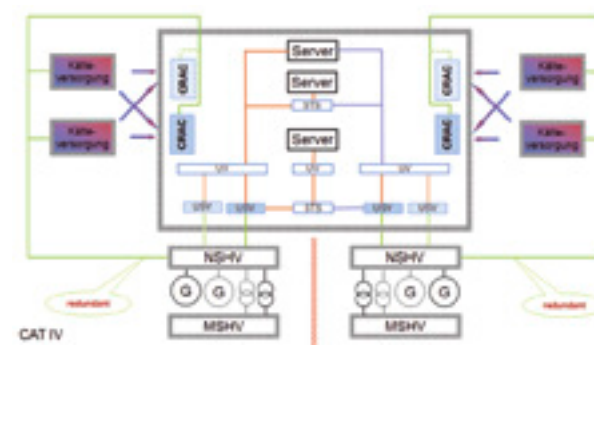 Server
Server
STS
Server
Kälte-
versorgung
Kälte-
versorgung
CRAC
CRAC
CRAC
CRAC
Kälte-
versorgung
Kälte-
versorgung
UV
UV
UV
USV
USV
STS
USV
USV
NSHV
NSHV
G
G
G
G
redundant
redundant
MSHV
MSHV
CAT IV